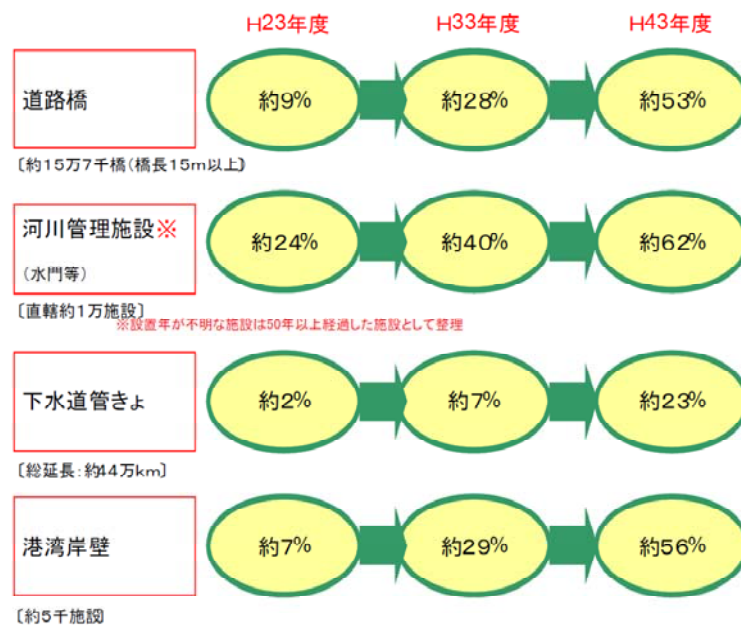 H23年度 H33年度 H43年度
道路橋 約9% 約28% 約53%
〔約15万7千橋(橋長15m以上)〕
河川管理施設※ 約24% 約40% 約62%
(水門等)
〔直轄約1万施設〕
※設置年が不明な施設は50年以上経過した施設として整理
下水道管きょ 約2% 約7% 約23%
〔総延長:約44万km〕
港湾岸壁 約7% 約29% 約56%
〔約5千施設〕